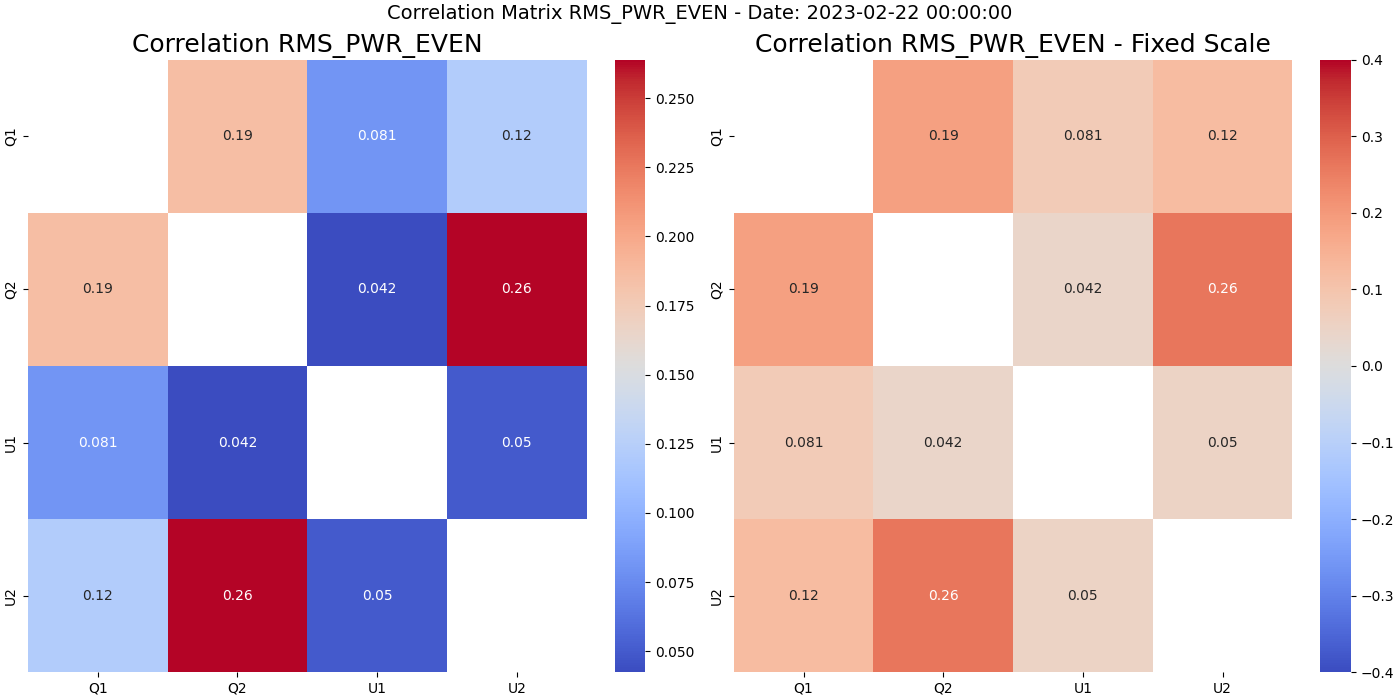 Correlation Matrix RMS_PWR_EVEN - Date: 2023-02-22 00:00:00
Correlation RMS_PWR_EVEN
Q1
0.19
0.081
0.12
Q2
0.19
0.042
0.26
U1
0.081
0.042
0.05
U2
0.12
0.26
0.05
Q1
Q2
U1
U2
0.250
0.225
0.200
0.175
0.150
0.125
0.100
0.075
0.050
Correlation RMS_PWR_EVEN - Fixed Scale
Q1
0.19
0.081
0.12
Q2
0.19
0.042
0.26
U1
0.081
0.042
0.05
U2
0.12
0.26
0.05
Q1
Q2
U1
U2
0.4
0.3
0.2
0.1
0.0
−0.1
−0.2
−0.3
−0.4